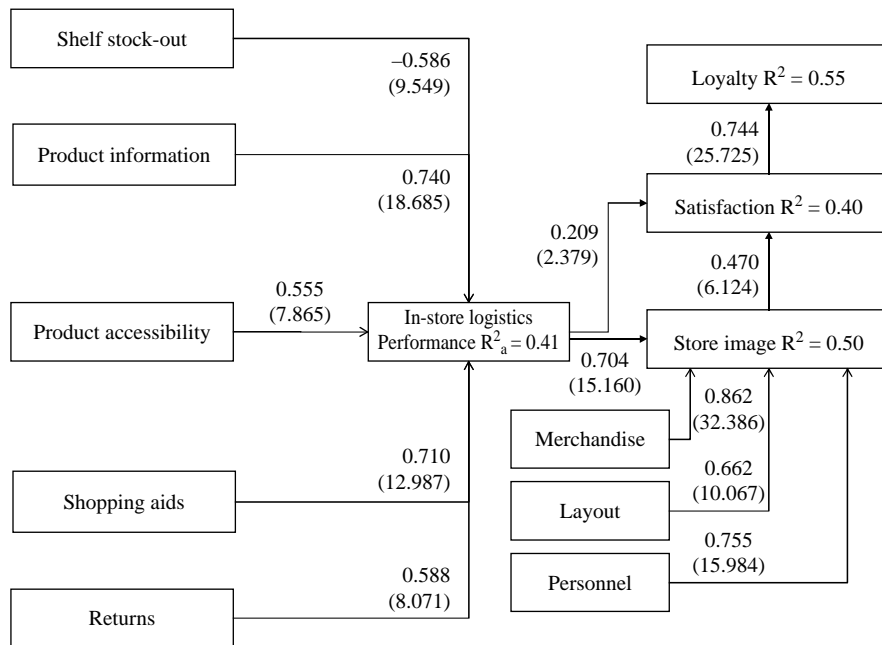 Shelf stock-out
–0.586
(9.549)
Loyalty R² = 0.55
Product information
0.740
(18.685)
0.744
(25.725)
Satisfaction R² = 0.40
0.209
(2.379)
0.470
(6.124)
Product accessibility
0.555
(7.865)
In-store logistics
Performance R²ₐ = 0.41
0.704
(15.160)
Store image R² = 0.50
Merchandise
0.862
(32.386)
Shopping aids
0.710
(12.987)
Layout
0.662
(10.067)
Personnel
0.755
(15.984)
Returns
0.588
(8.071)